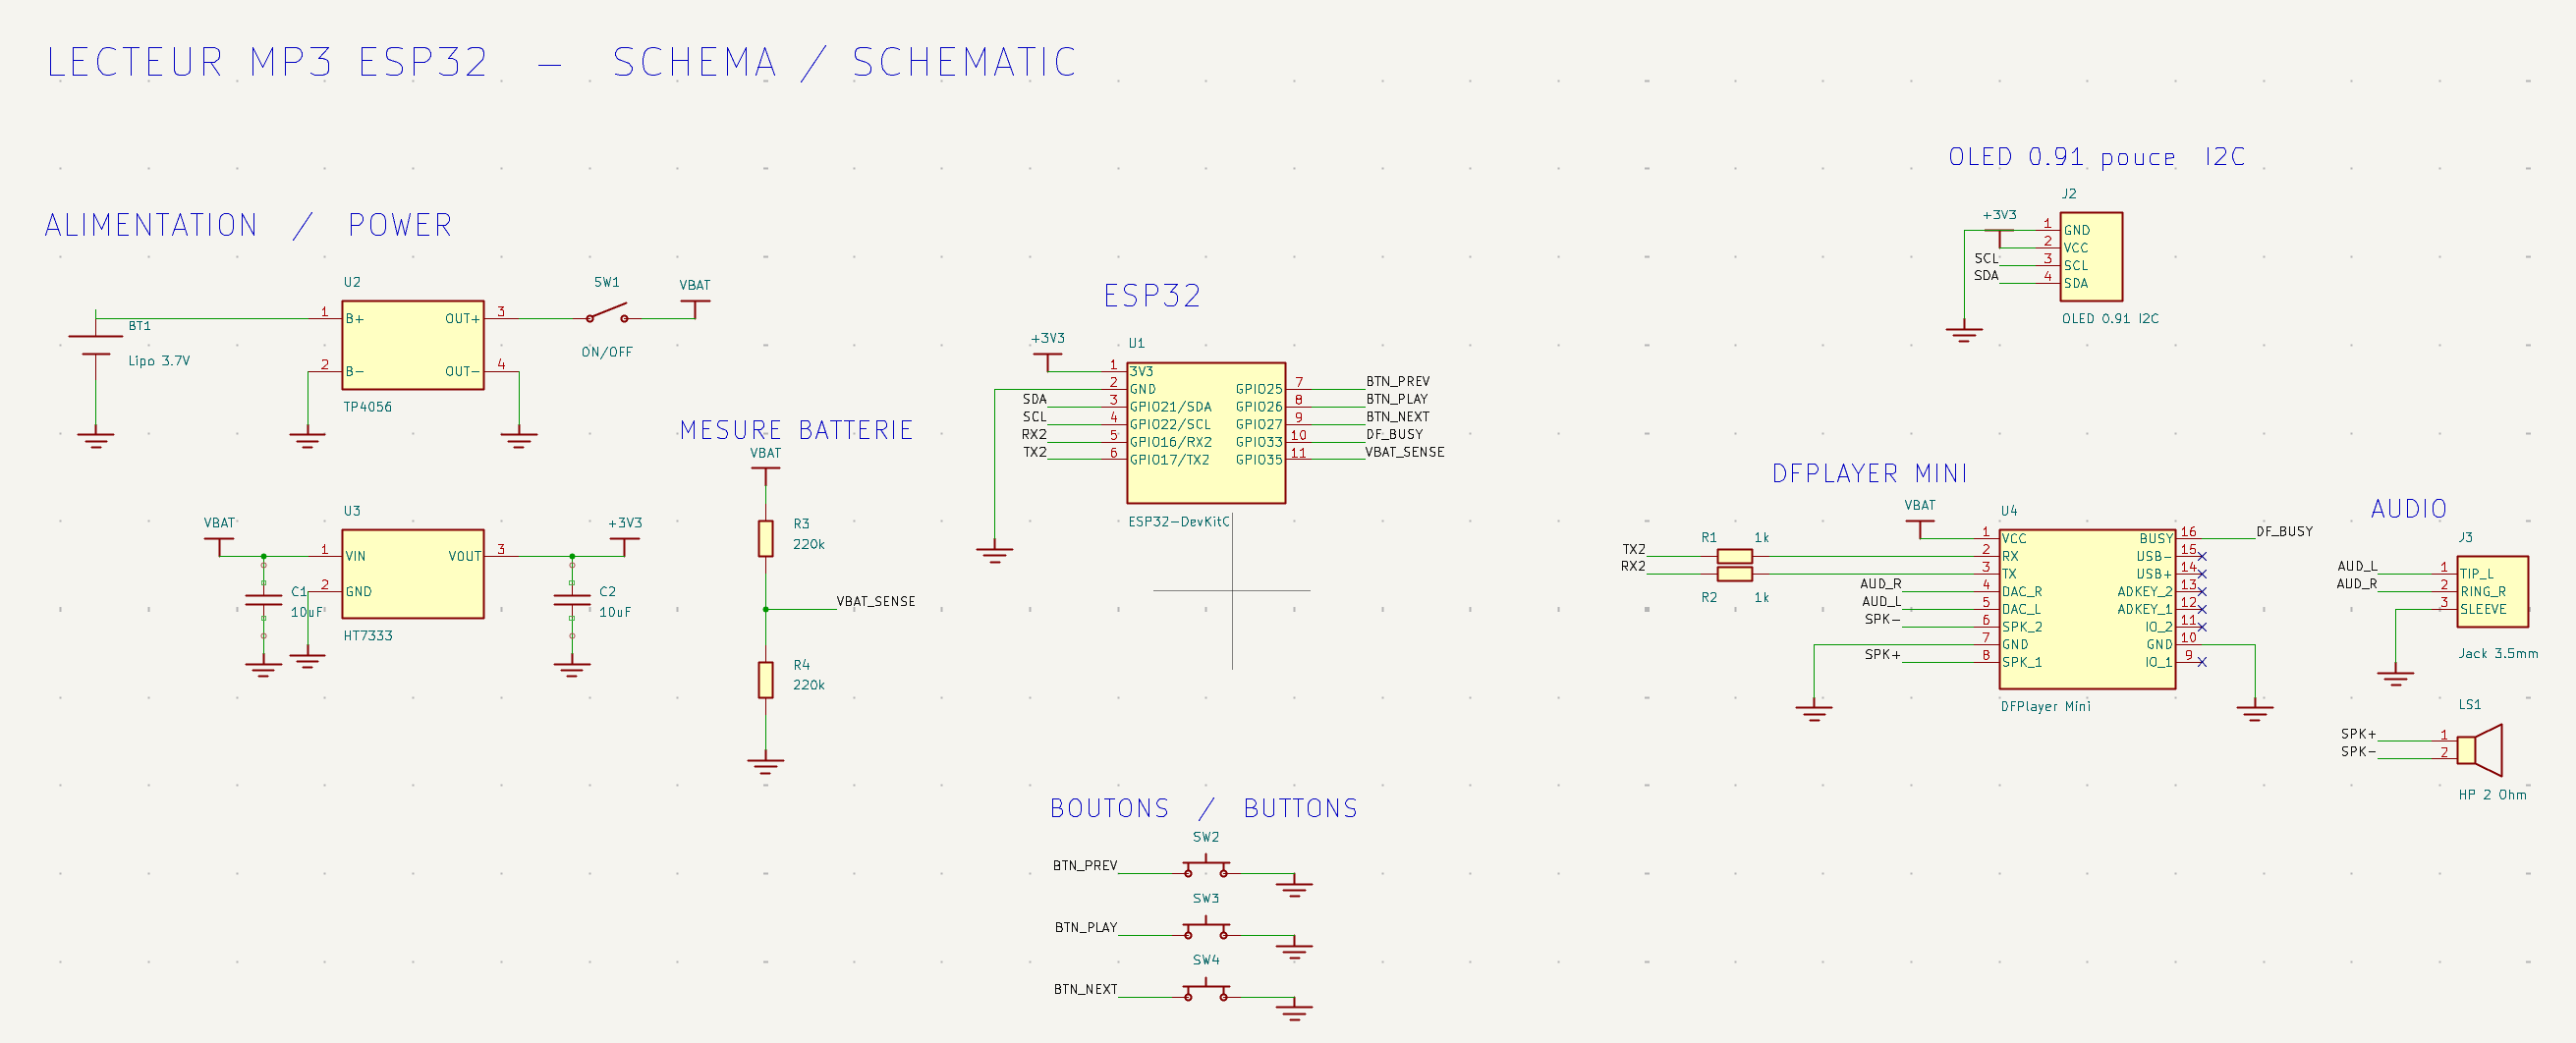 LECTEUR MP3 ESP32 - SCHEMA / SCHEMATIC
ALIMENTATION / POWER
U2
1 B+ OUT+ 3
2 B- OUT- 4
TP4056
BT1
Lipo 3.7V
SW1
ON/OFF
VBAT
U3
VBAT
+3V3
1 VIN VOUT 3
2 GND
HT7333
C1
10uF
C2
10uF
MESURE BATTERIE
VBAT
R3
220k
VBAT_SENSE
R4
220k
ESP32
+3V3
U1
1 3V3
2 GND GPIO25 7 BTN_PREV
SDA 3 GPIO21/SDA GPIO26 8 BTN_PLAY
SCL 4 GPIO22/SCL GPIO27 9 BTN_NEXT
RX2 5 GPIO16/RX2 GPIO33 10 DF_BUSY
TX2 6 GPIO17/TX2 GPIO35 11 VBAT_SENSE
ESP32-DevKitC
BOUTONS / BUTTONS
SW2
BTN_PREV
SW3
BTN_PLAY
SW4
BTN_NEXT
OLED 0.91 pouce I2C
J2
+3V3
1 GND
2 VCC
SCL 3 SCL
SDA 4 SDA
OLED 0.91 I2C
DFPLAYER MINI
VBAT
U4
R1 1k
TX2
RX2
R2 1k
1 VCC BUSY 16 DF_BUSY
2 RX USB- 15
3 TX USB+ 14
AUD_R 4 DAC_R ADKEY_2 13
AUD_L 5 DAC_L ADKEY_1 12
SPK- 6 SPK_2 IO_2 11
7 GND GND 10
SPK+ 8 SPK_1 IO_1 9
DFPlayer Mini
AUDIO
J3
AUD_L 1 TIP_L
AUD_R 2 RING_R
3 SLEEVE
Jack 3.5mm
LS1
SPK+ 1
SPK- 2
HP 2 Ohm